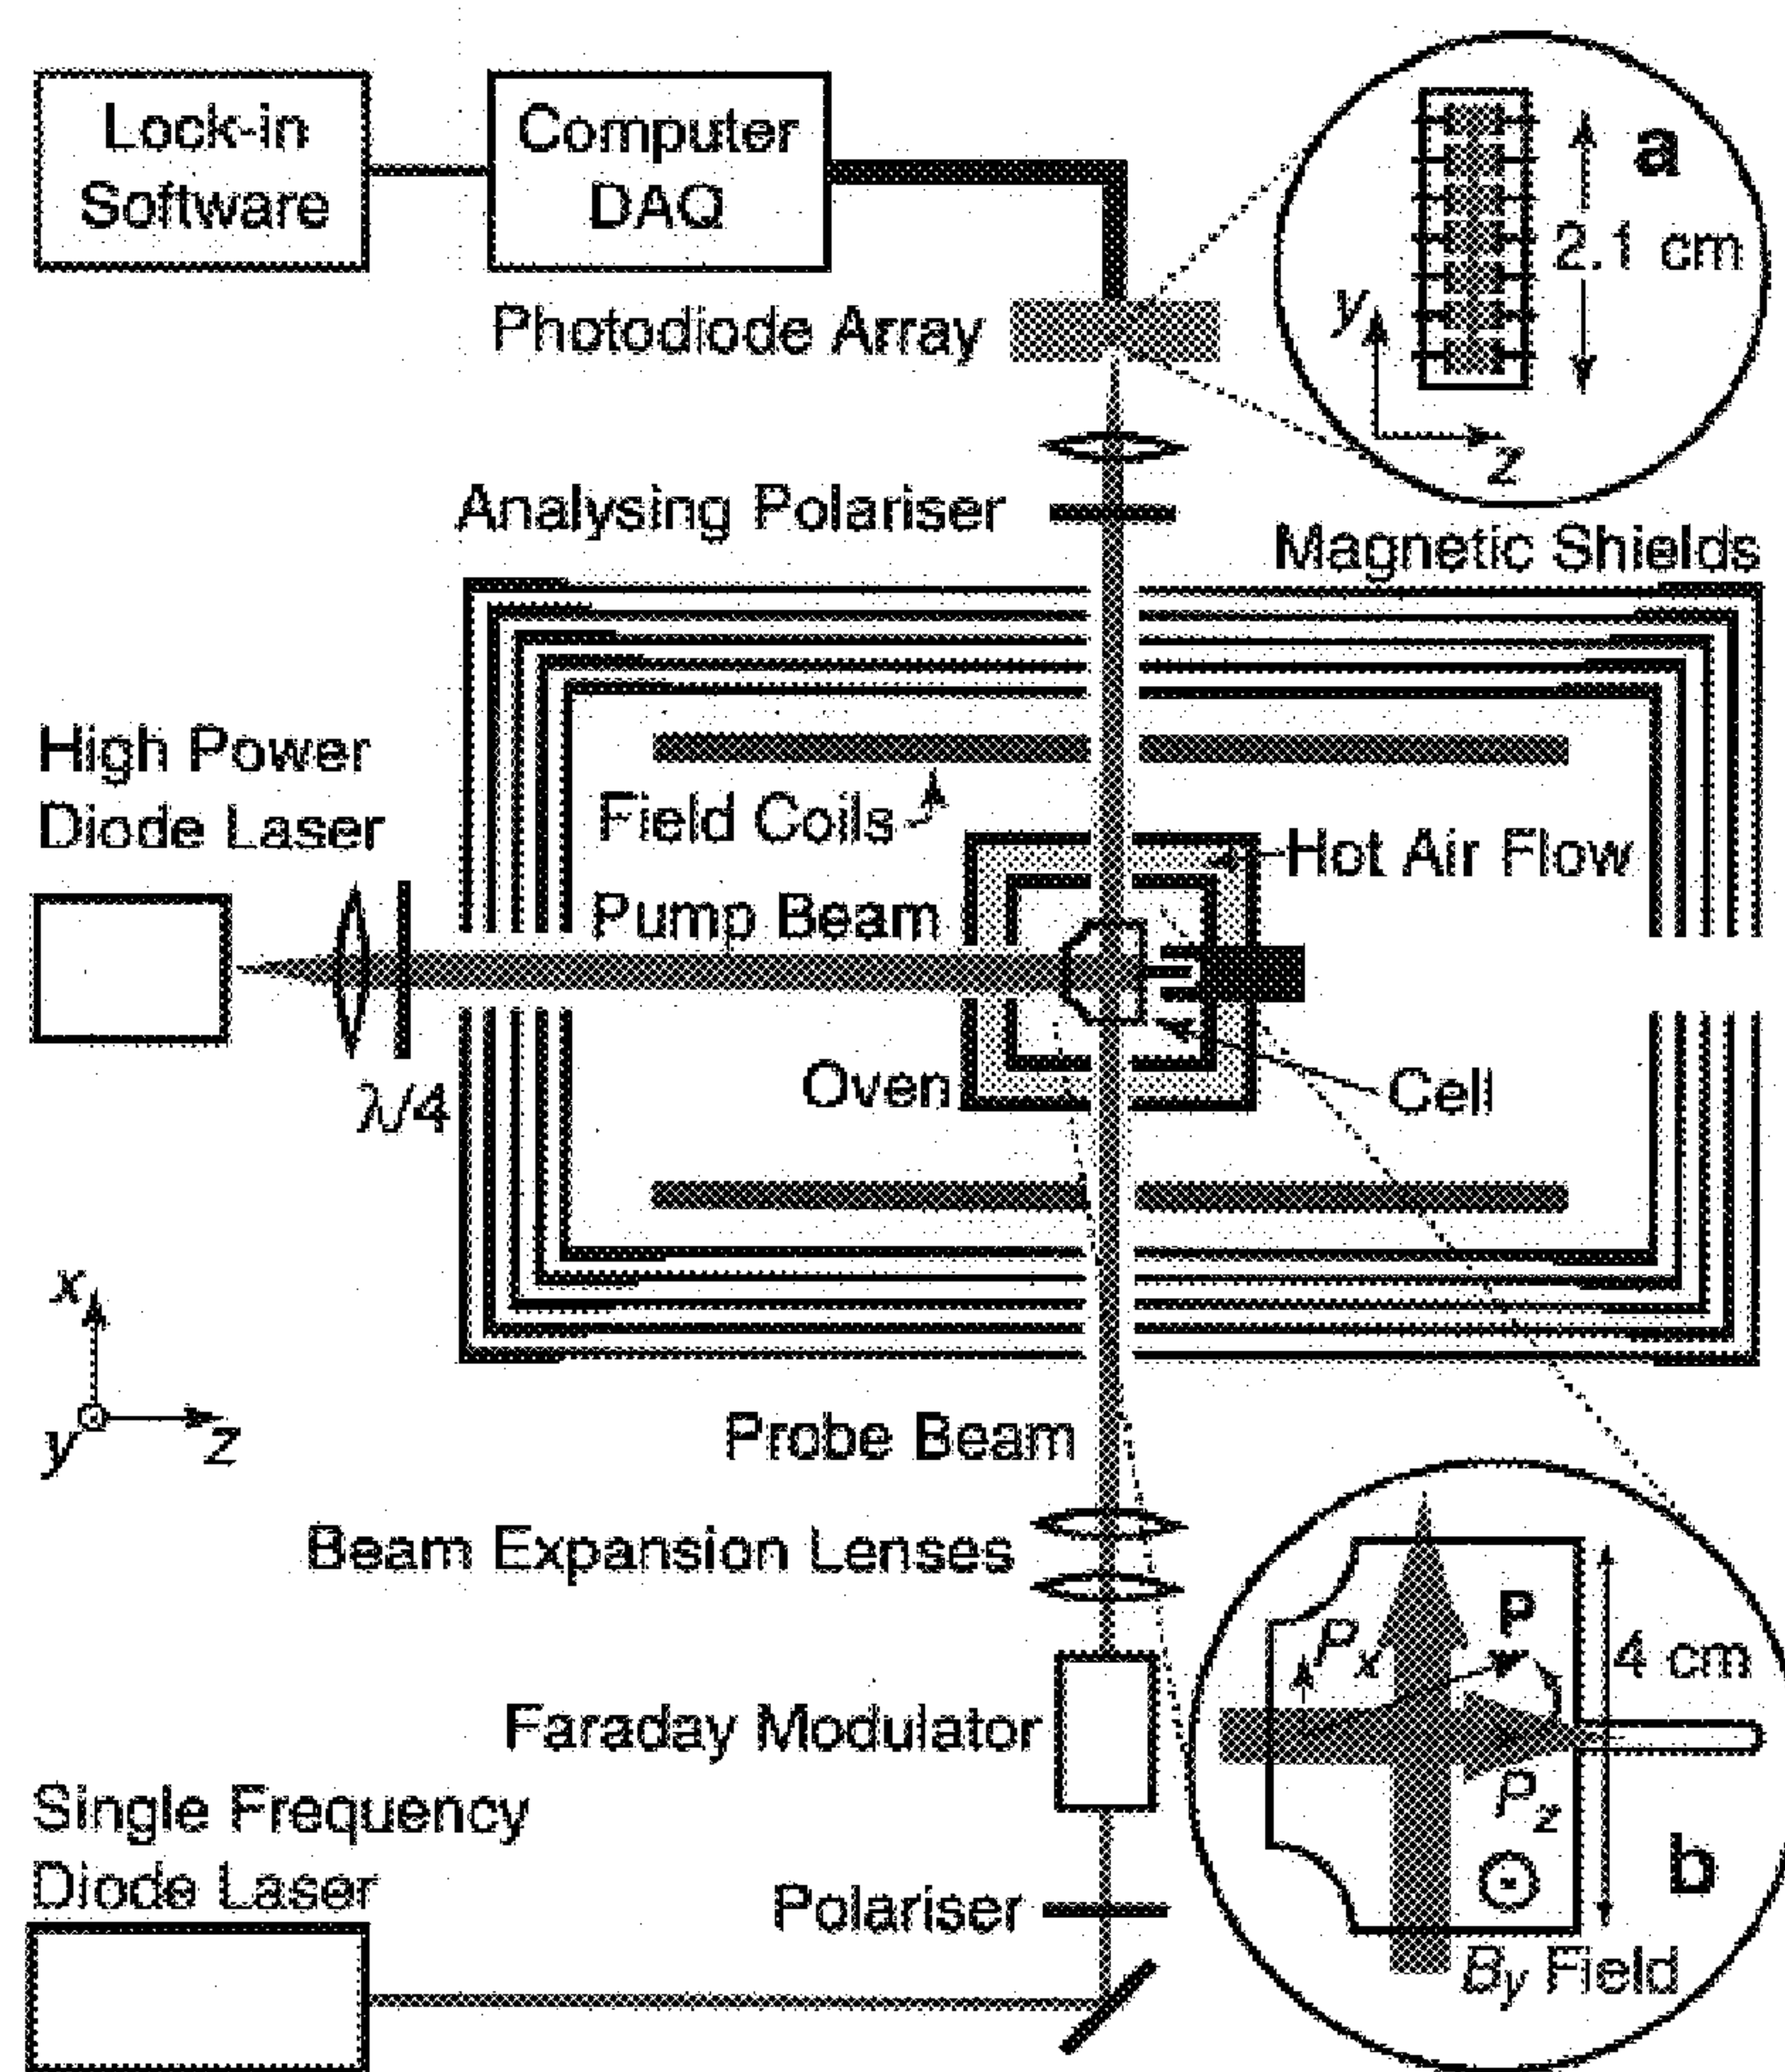 Lock-in
Software
Computer
DAQ
a
2.1 cm
y
z
Photodiode Array
Analysing Polariser
Magnetic Shields
High Power
Diode Laser
Field Coils
Hot Air Flow
Pump Beam
λ/4
Oven
Cell
x
y
z
Probe Beam
Beam Expansion Lenses
Px
P
4 cm
Faraday Modulator
Pz
b
Single Frequency
Diode Laser
Polariser
By Field